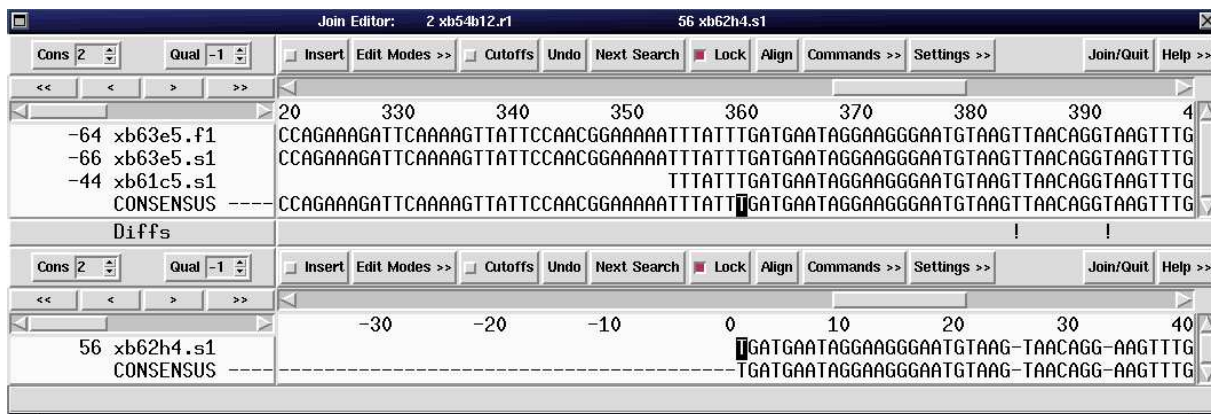 Join Editor: 2 xb54b12.r1 56 xb62h4.s1
Cons 2 Qual -1 Insert Edit Modes >> Cutoffs Undo Next Search Lock Align Commands >> Settings >> Join/Quit Help >>
<< < > >>
20 330 340 350 360 370 380 390 4
-64 xb63e5.f1 CCAGAAAGATTCAAAAGTTATTCCAACGGAAAAATTTATTTGATGAATAGGAAGGGAATGTAAGTTAACAGGTAAGTTTG
-66 xb63e5.s1 CCAGAAAGATTCAAAAGTTATTCCAACGGAAAAATTTATTTGATGAATAGGAAGGGAATGTAAGTTAACAGGTAAGTTTG
-44 xb61c5.s1 TTTATTTGATGAATAGGAAGGGAATGTAAGTTAACAGGTAAGTTTG
CONSENSUS ---- CCAGAAAGATTCAAAAGTTATTCCAACGGAAAAATTTATTTGATGAATAGGAAGGGAATGTAAGTTAACAGGTAAGTTTG
Diffs ! !
Cons 2 Qual -1 Insert Edit Modes >> Cutoffs Undo Next Search Lock Align Commands >> Settings >> Join/Quit Help >>
<< < > >>
-30 -20 -10 0 10 20 30 40
56 xb62h4.s1 TGATGAATAGGAAGGGAATGTAAG-TAACAGG-AAGTTTG
CONSENSUS ---- ----------------------------------------TGATGAATAGGAAGGGAATGTAAG-TAACAGG-AAGTTTG